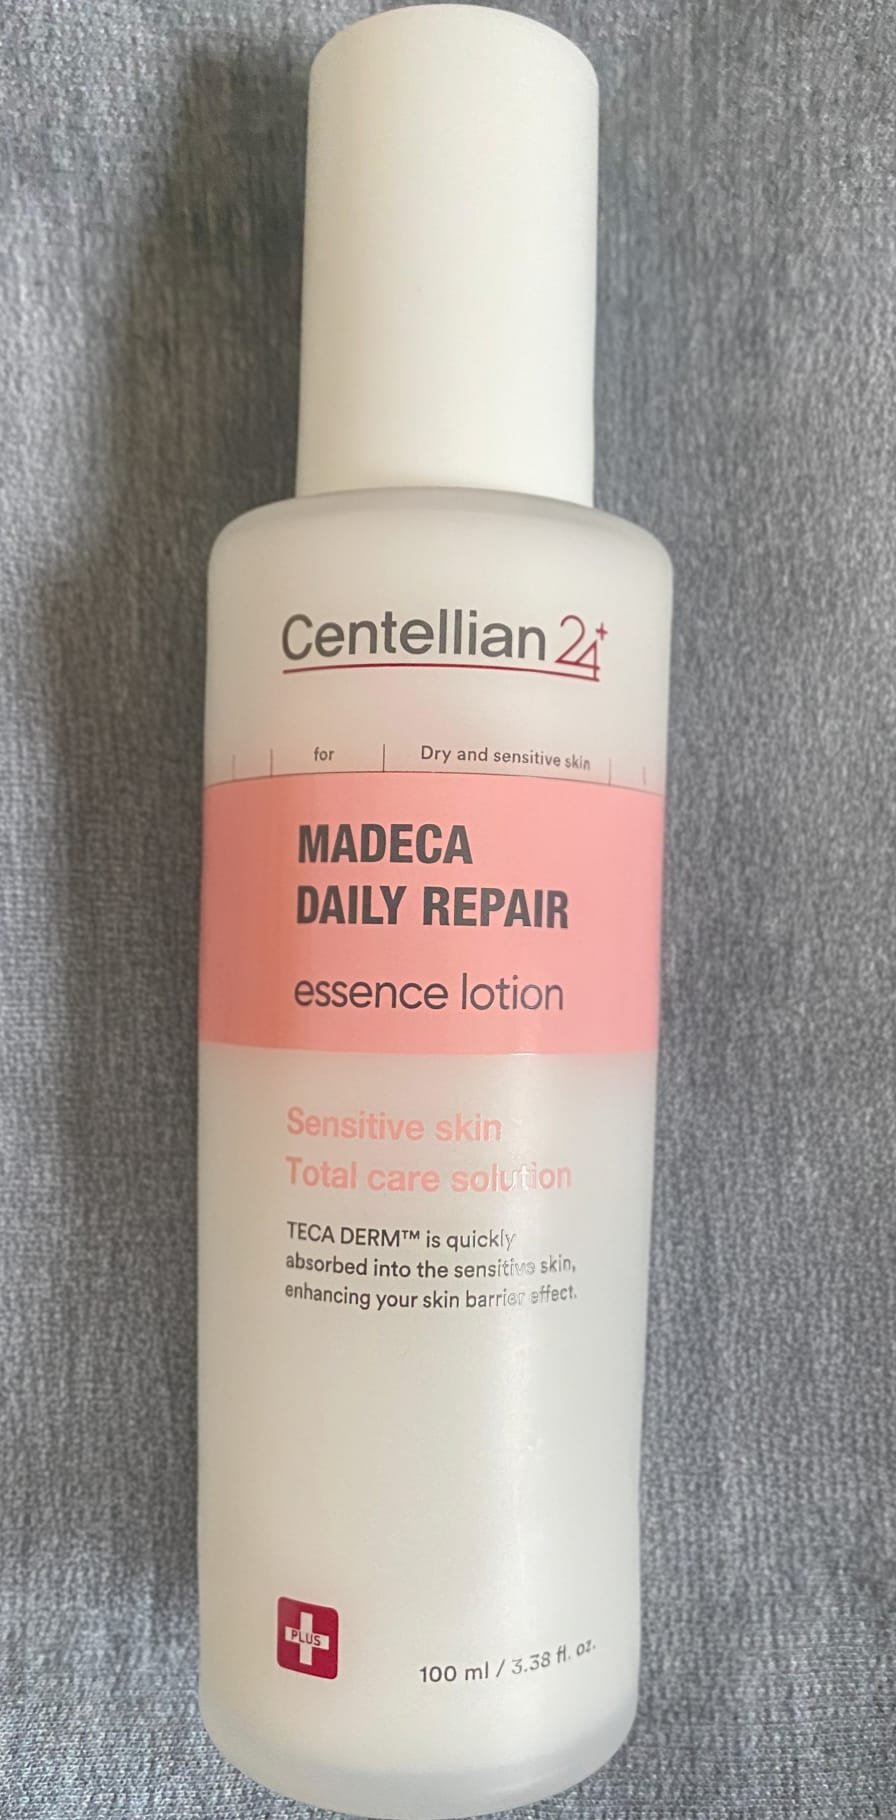 Centellian 24+
for Dry and sensitive skin
MADECA
DAILY REPAIR
essence lotion
Sensitive skin
Total care solution
TECA DERM™ is quickly
absorbed into the sensitive skin,
enhancing your skin barrier effect.
PLUS
100 ml / 3.38 fl. oz.